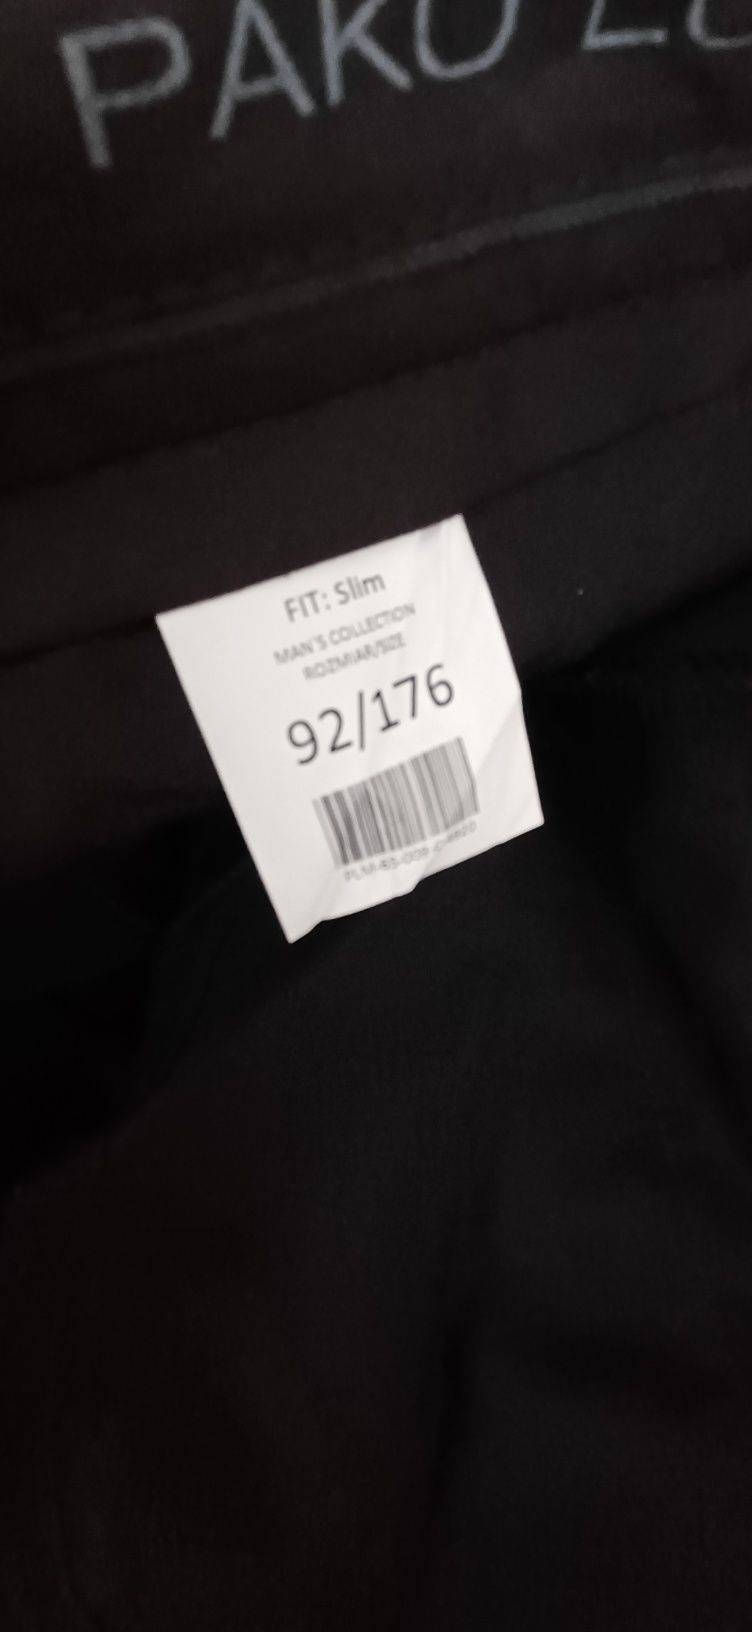 PAKO
FIT: Slim
MAN'S COLLECTION
ROZMIAR/SIZE
92/176